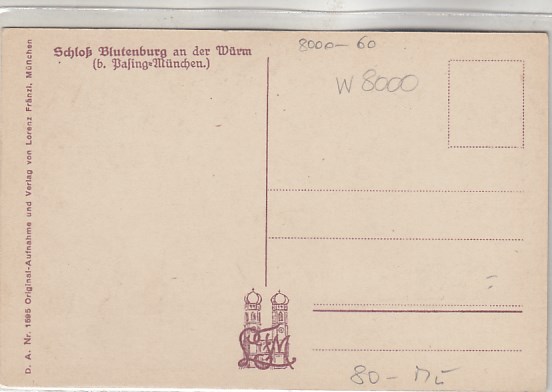 Schloß Blutenburg an der Würm
(b. Pasing-München.)
8000-60
W 8000
D. A. Nr. 1595 Original-Aufnahme und Verlag von Lorenz Fränzl, München
80-